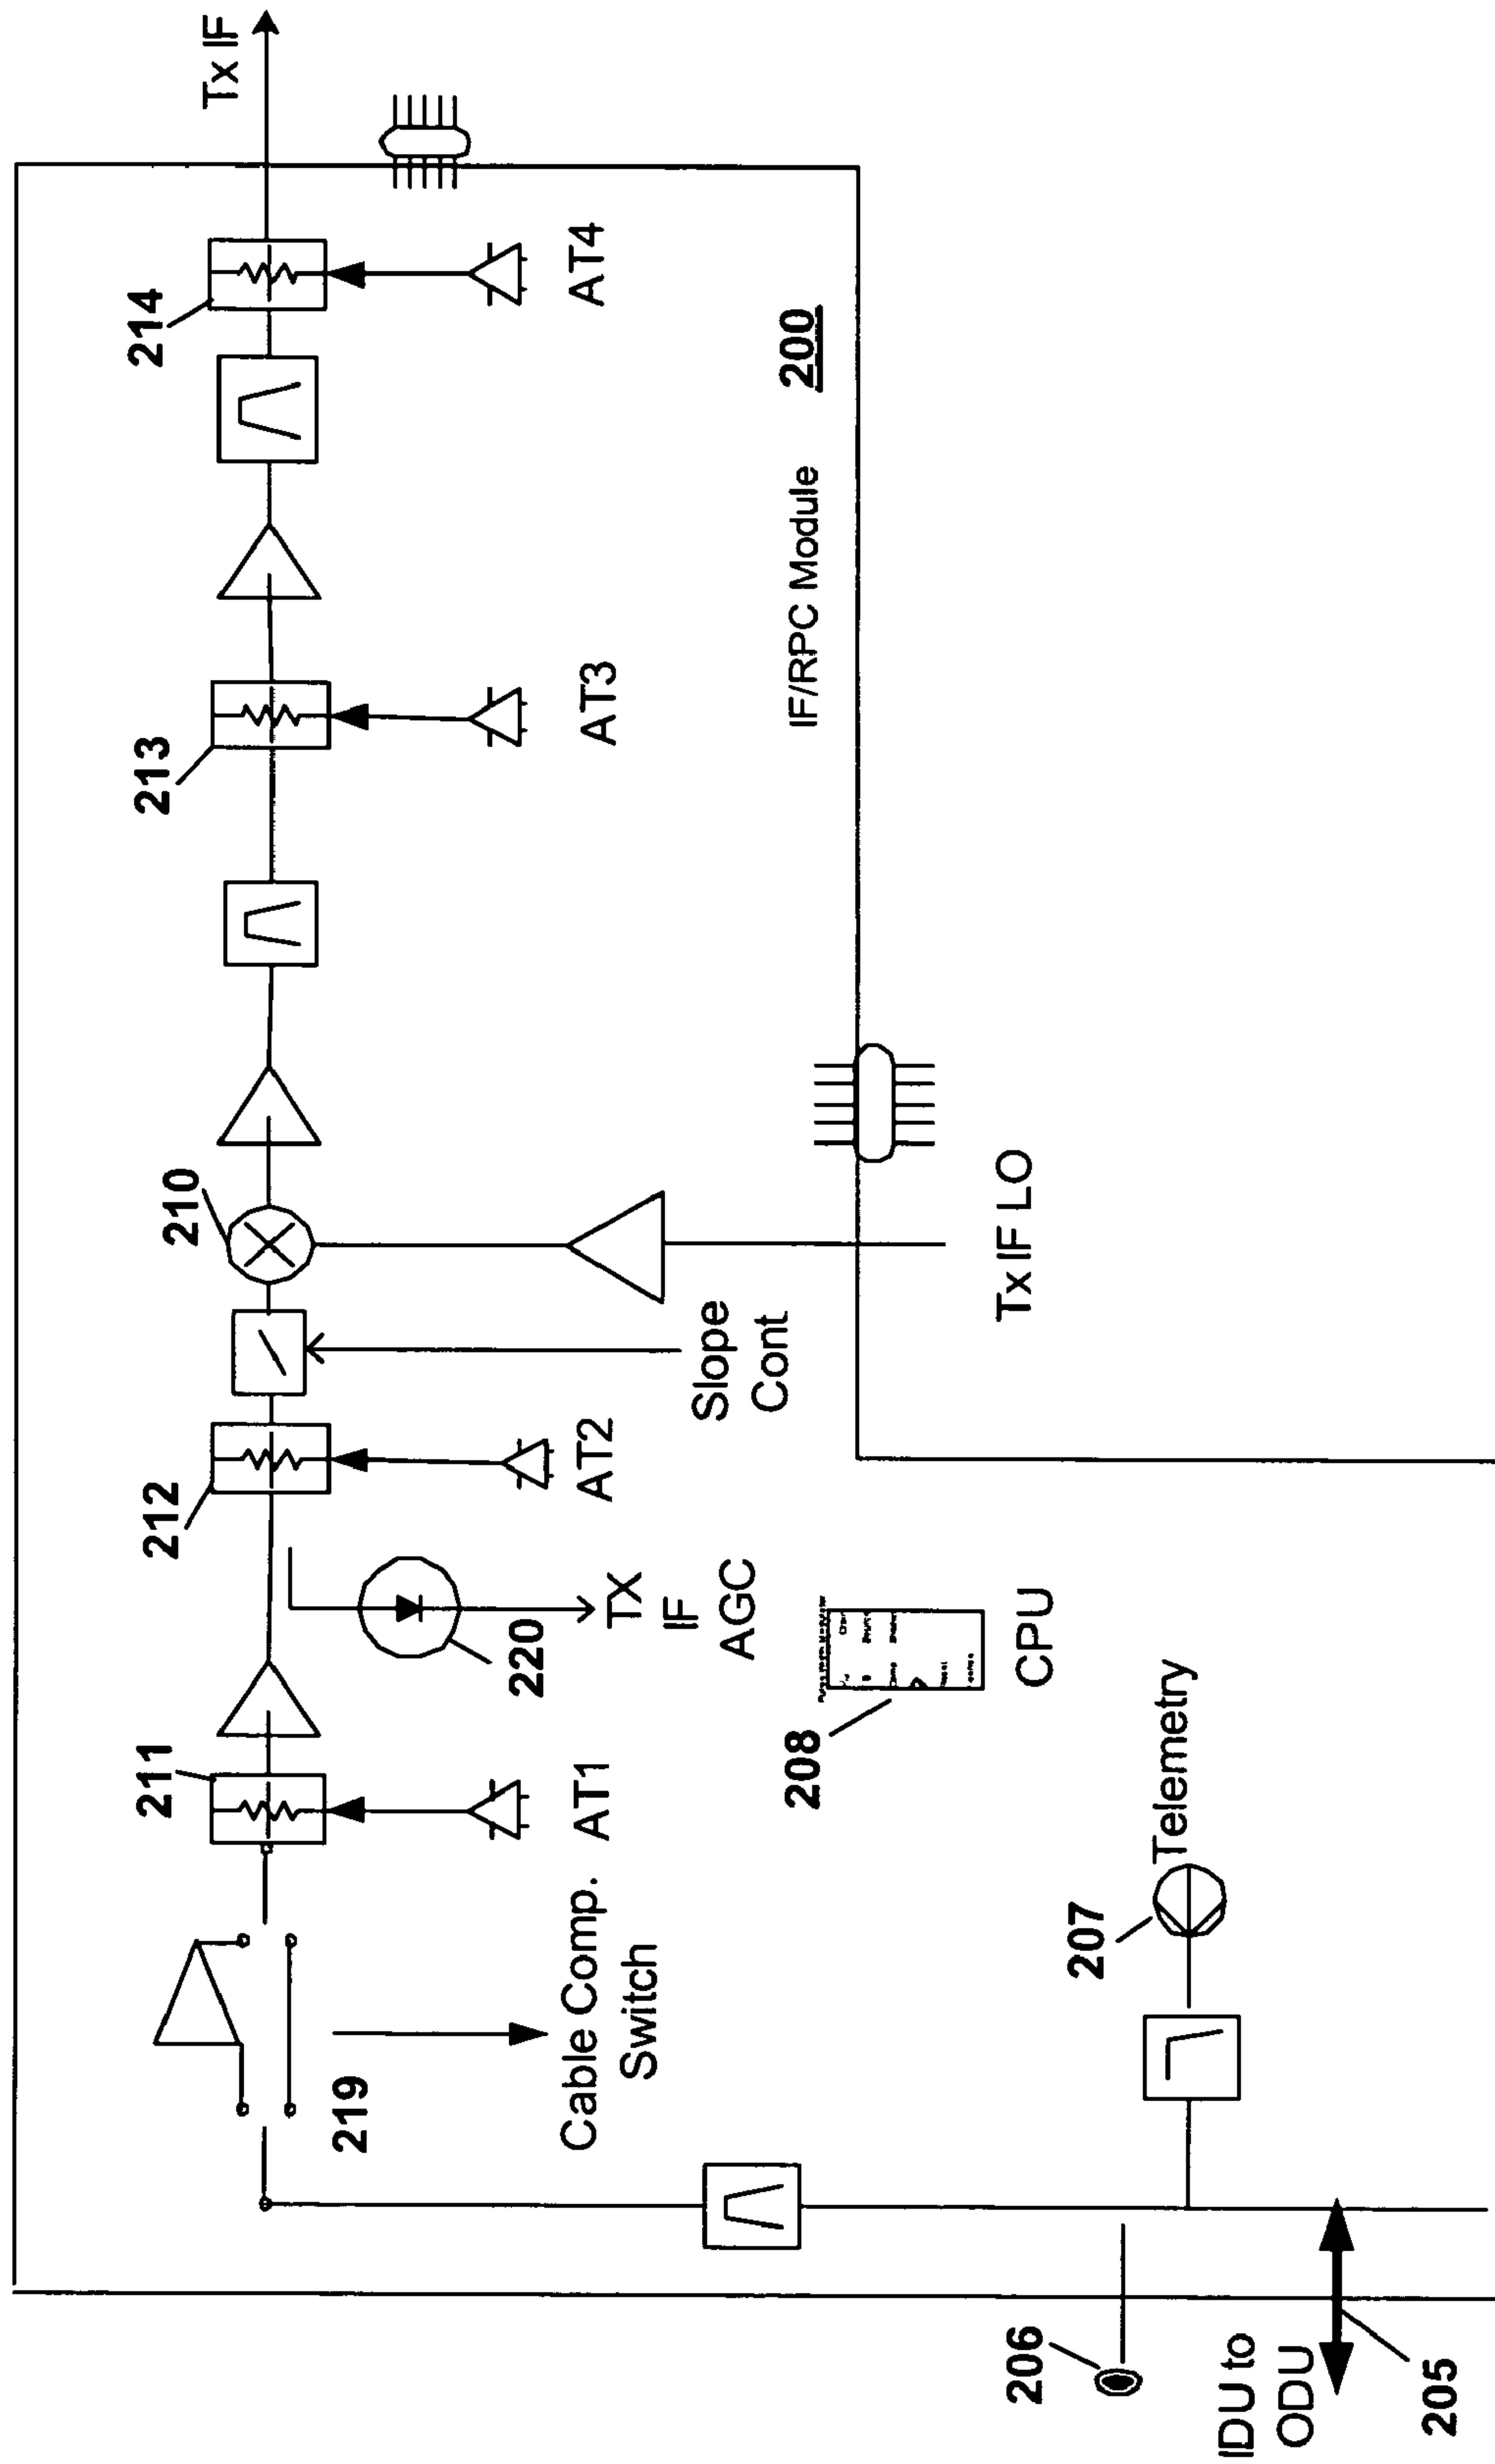 Tx IF
214
AT4
200
IF/RPC Module
213
AT3
210
Tx IF LO
Slope
Cont
212
AT2
TX
IF
AGC
220
208
CPU
211
AT1
Cable Comp.
Switch
219
Telemetry
207
206
IDU to
ODU
205